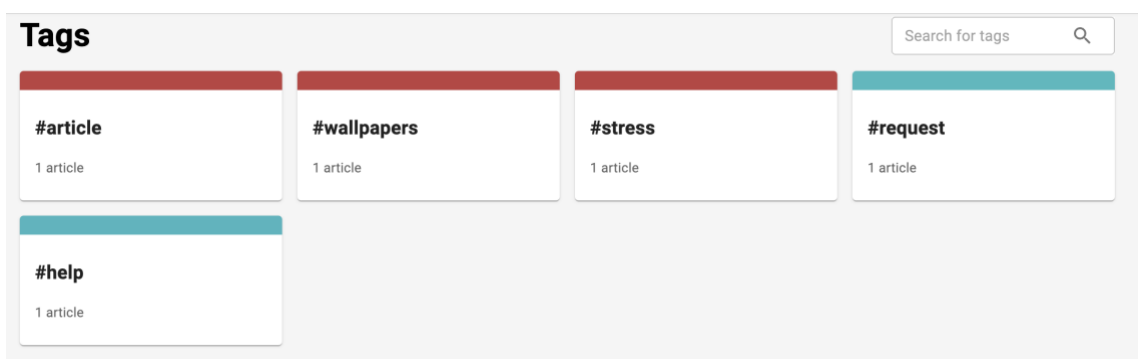 Tags
Search for tags
#article
1 article
#wallpapers
1 article
#stress
1 article
#request
1 article
#help
1 article